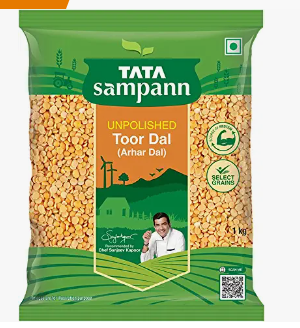 TATA
sampann
UNPOLISHED
Toor Dal
(Arhar Dal)
SELECT
GRAINS
1 kg
Recommended by
Chef Sanjeev Kapoor